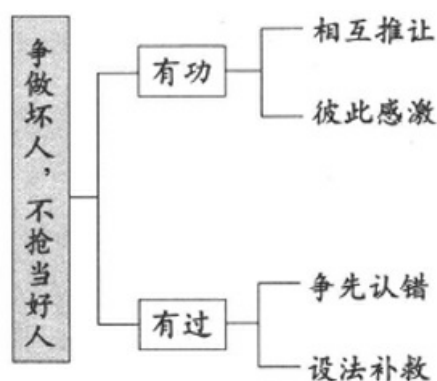 争做坏人，不抢当好人
有功
相互推让
彼此感激
有过
争先认错
设法补救